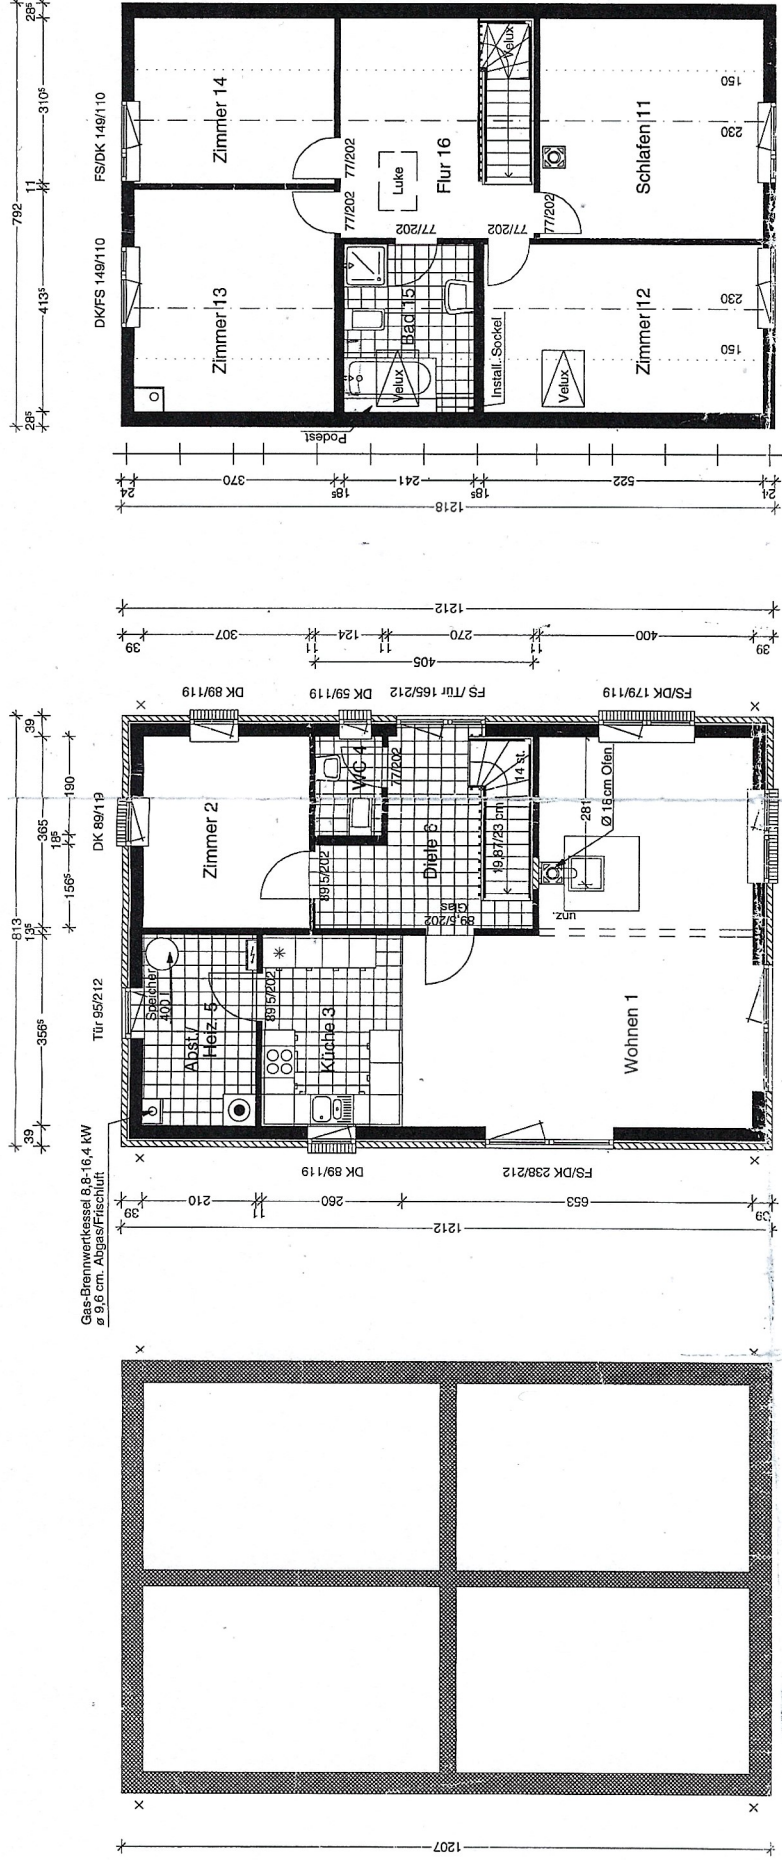 792
28⁵
310⁵
11
413⁵
28⁵
FS/DK 149/110
DK/FS 149/110
Zimmer 14
Zimmer 13
77/202
77/202
Luke
Flur 16
Velux
77/202
77/202
77/202
Bad 15
Velux
Podest
Install. Sockel
Velux
Zimmer 12
Schlafen 11
150
230
230
150
24
370
18⁵
241
18⁵
522
24
1218
1212
39
307
11
124
11
270
11
400
39
405
DK 89/119
DK 59/119
FS /Tür 165/212
FS/DK 179/119
813
39
365
13⁵
356⁵
39
190
18⁵
156⁵
DK 89/119
Tür 95/212
Zimmer 2
WC 4
77/202
89,5/202
Diele 6
19,87/23 cm
14 st.
89,5/202
Glas
281
Ø 16 cm Ofen
unz.
Speicher
400 l
Abst./
Heiz. 5
89,5/202
Küche 3
Wohnen 1
DK 89/119
FS/DK 238/212
Gas-Brennwertkessel 8,8-16,4 kW
ø 9,6 cm. Abgas/Frischluft
39
210
11
260
653
39
1212
1207